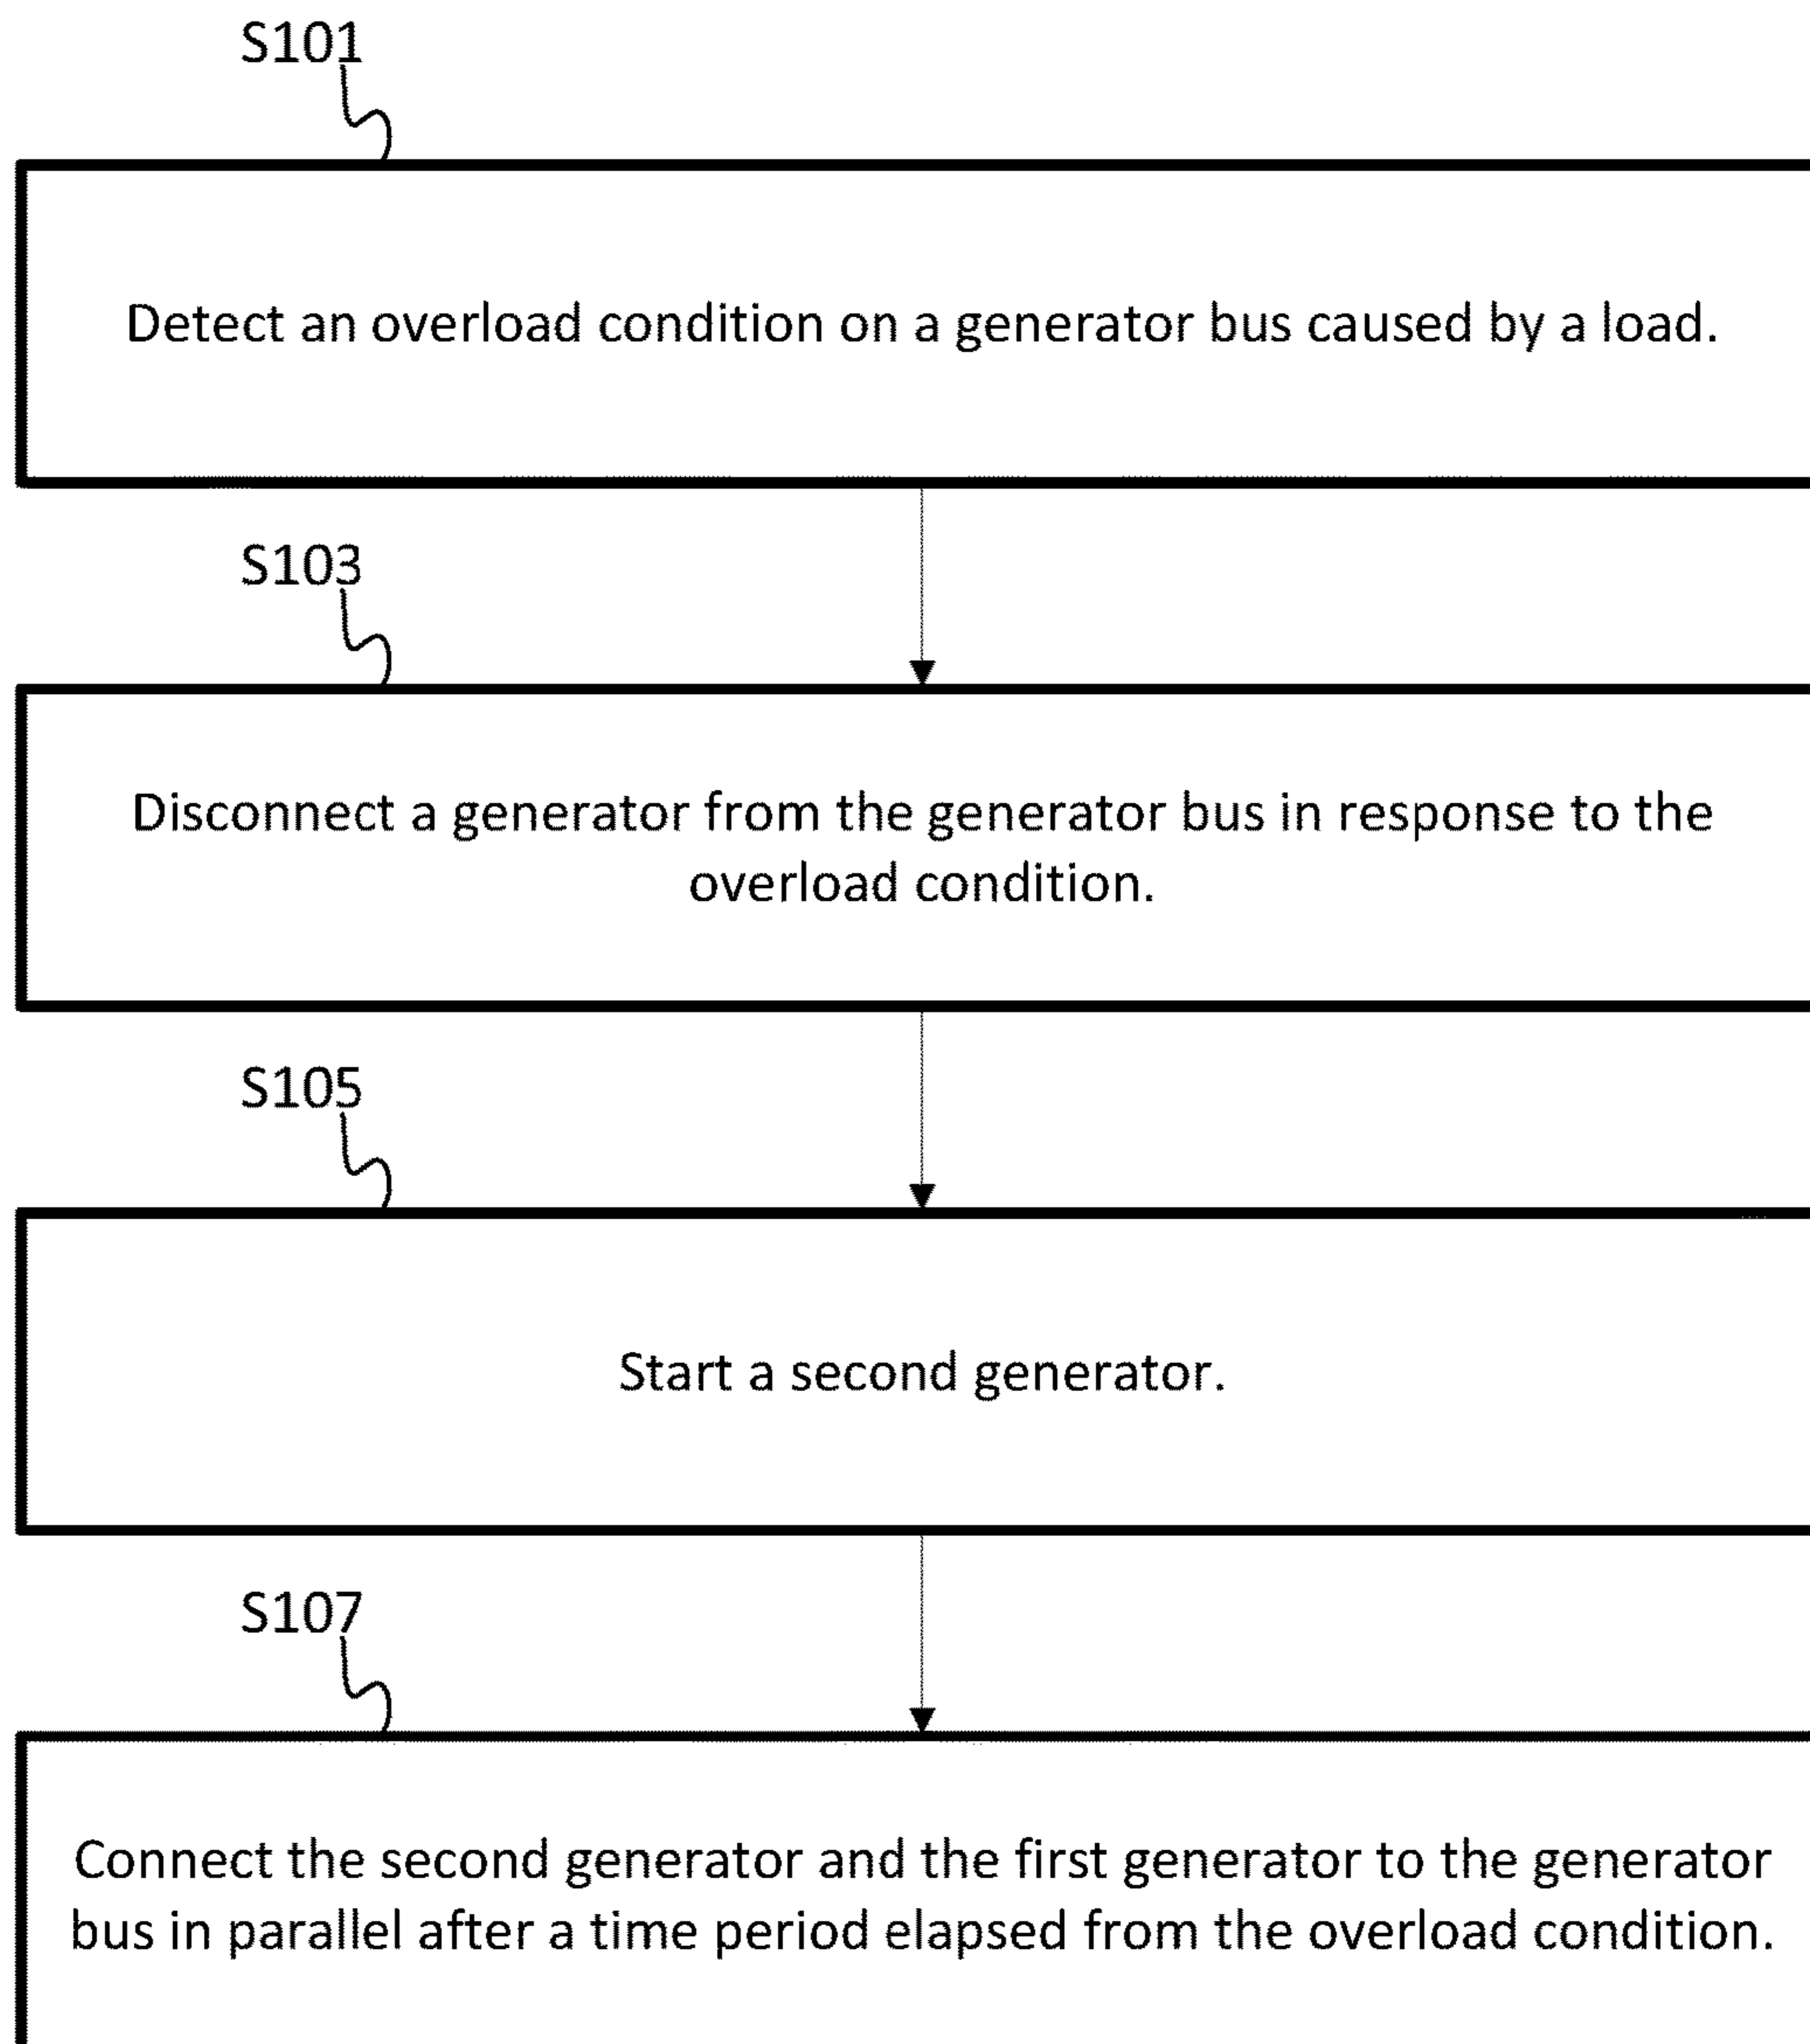 S101
Detect an overload condition on a generator bus caused by a load.
S103
Disconnect a generator from the generator bus in response to the
overload condition.
S105
Start a second generator.
S107
Connect the second generator and the first generator to the generator
bus in parallel after a time period elapsed from the overload condition.